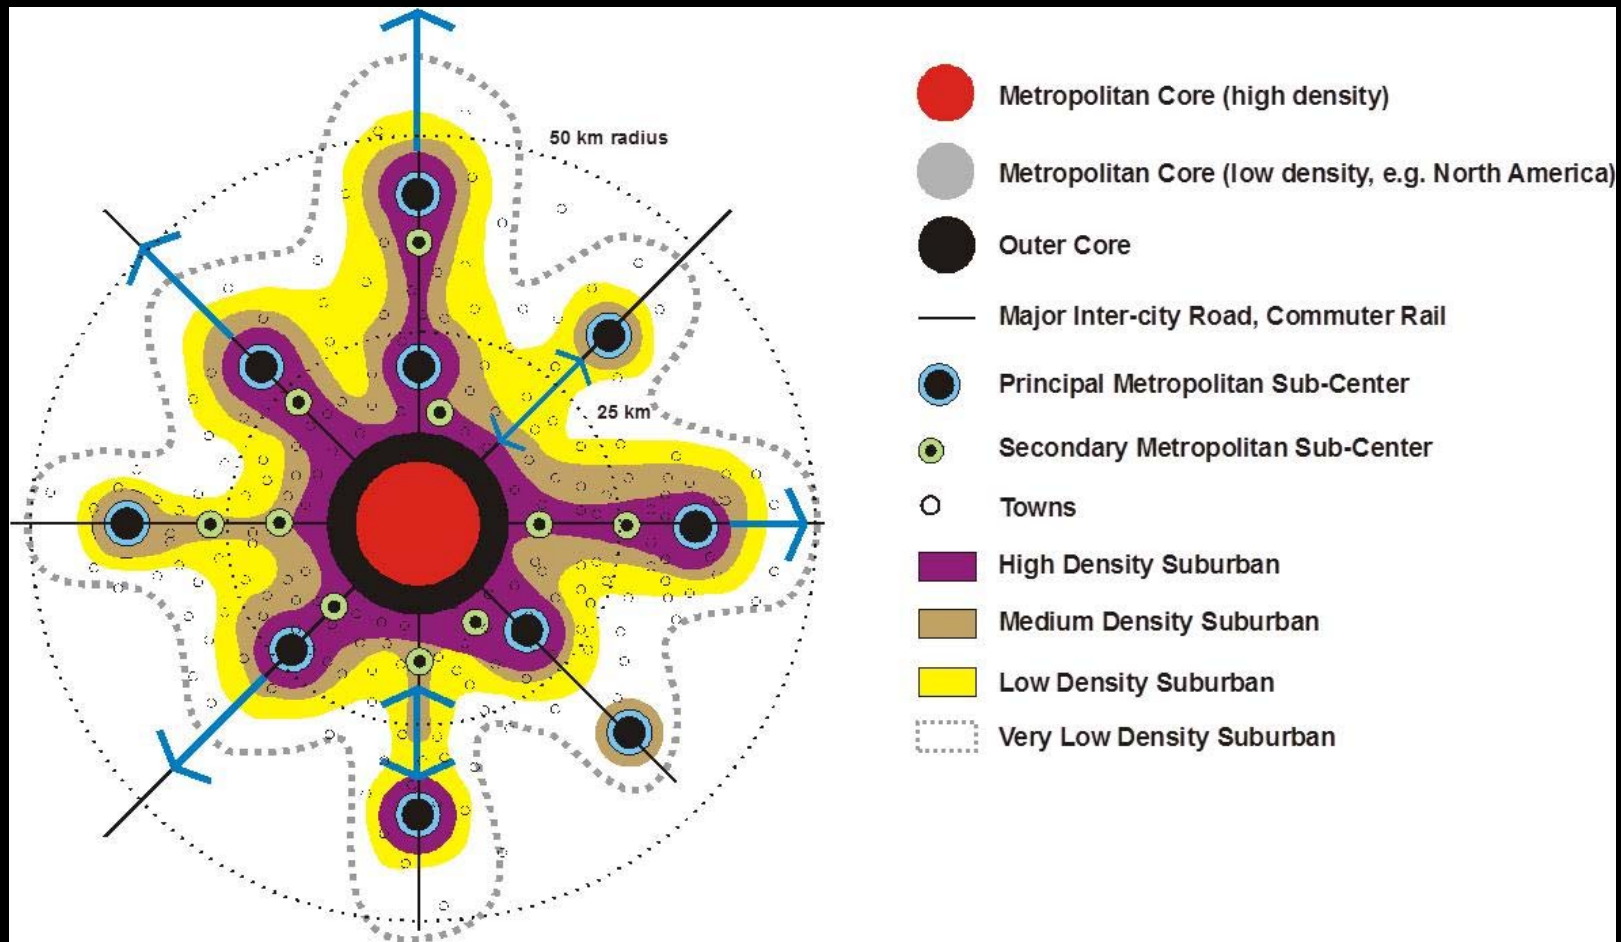 50 km radius
25 km
Metropolitan Core (high density)
Metropolitan Core (low density, e.g. North America)
Outer Core
Major Inter-city Road, Commuter Rail
Principal Metropolitan Sub-Center
Secondary Metropolitan Sub-Center
Towns
High Density Suburban
Medium Density Suburban
Low Density Suburban
Very Low Density Suburban